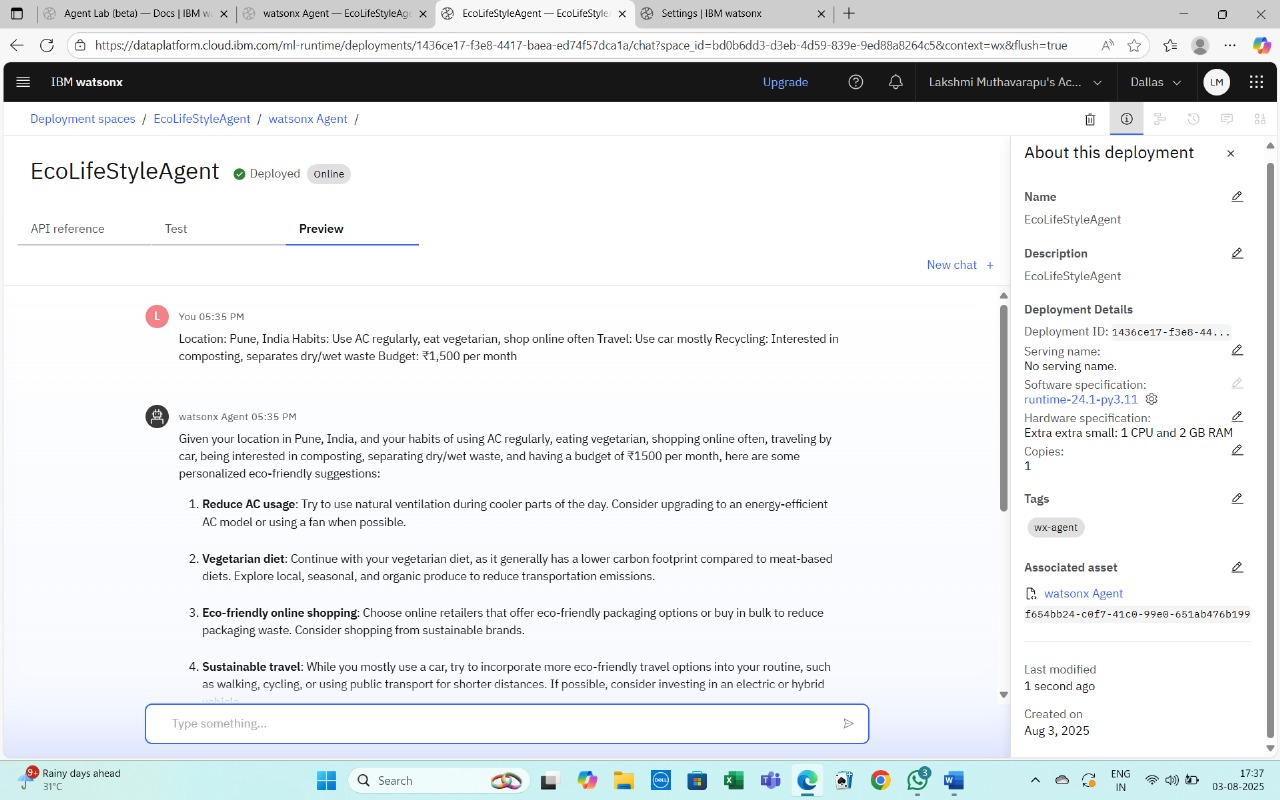 Agent Lab (beta) — Docs | IBM w
watsonx Agent — EcoLifeStyleAge
EcoLifeStyleAgent — EcoLifeStyle
Settings | IBM watsonx
https://dataplatform.cloud.ibm.com/ml-runtime/deployments/1436ce17-f3e8-4417-baea-ed74f57dca1a/chat?space_id=bd0b6dd3-d3eb-4d59-839e-9ed88a8264c5&context=wx&flush=true
IBM watsonx
Upgrade
Lakshmi Muthavarapu's Ac...
Dallas
LM
Deployment spaces / EcoLifeStyleAgent / watsonx Agent /
EcoLifeStyleAgent
Deployed
Online
API reference
Test
Preview
New chat +
L
You 05:35 PM
Location: Pune, India Habits: Use AC regularly, eat vegetarian, shop online often Travel: Use car mostly Recycling: Interested in
composting, separates dry/wet waste Budget: ₹1,500 per month
watsonx Agent 05:35 PM
Given your location in Pune, India, and your habits of using AC regularly, eating vegetarian, shopping online often, traveling by
car, being interested in composting, separating dry/wet waste, and having a budget of ₹1500 per month, here are some
personalized eco-friendly suggestions:
1. Reduce AC usage: Try to use natural ventilation during cooler parts of the day. Consider upgrading to an energy-efficient
AC model or using a fan when possible.
2. Vegetarian diet: Continue with your vegetarian diet, as it generally has a lower carbon footprint compared to meat-based
diets. Explore local, seasonal, and organic produce to reduce transportation emissions.
3. Eco-friendly online shopping: Choose online retailers that offer eco-friendly packaging options or buy in bulk to reduce
packaging waste. Consider shopping from sustainable brands.
4. Sustainable travel: While you mostly use a car, try to incorporate more eco-friendly travel options into your routine, such
as walking, cycling, or using public transport for shorter distances. If possible, consider investing in an electric or hybrid
Type something...
About this deployment
Name
EcoLifeStyleAgent
Description
EcoLifeStyleAgent
Deployment Details
Deployment ID: 1436ce17-f3e8-44...
Serving name:
No serving name.
Software specification:
runtime-24.1-py3.11
Hardware specification:
Extra extra small: 1 CPU and 2 GB RAM
Copies:
1
Tags
wx-agent
Associated asset
watsonx Agent
f654bb24-c0f7-41c0-99e0-651ab476b199
Last modified
1 second ago
Created on
Aug 3, 2025
9+
Rainy days ahead
31°C
Search
DELL
3
ENG
IN
17:37
03-08-2025